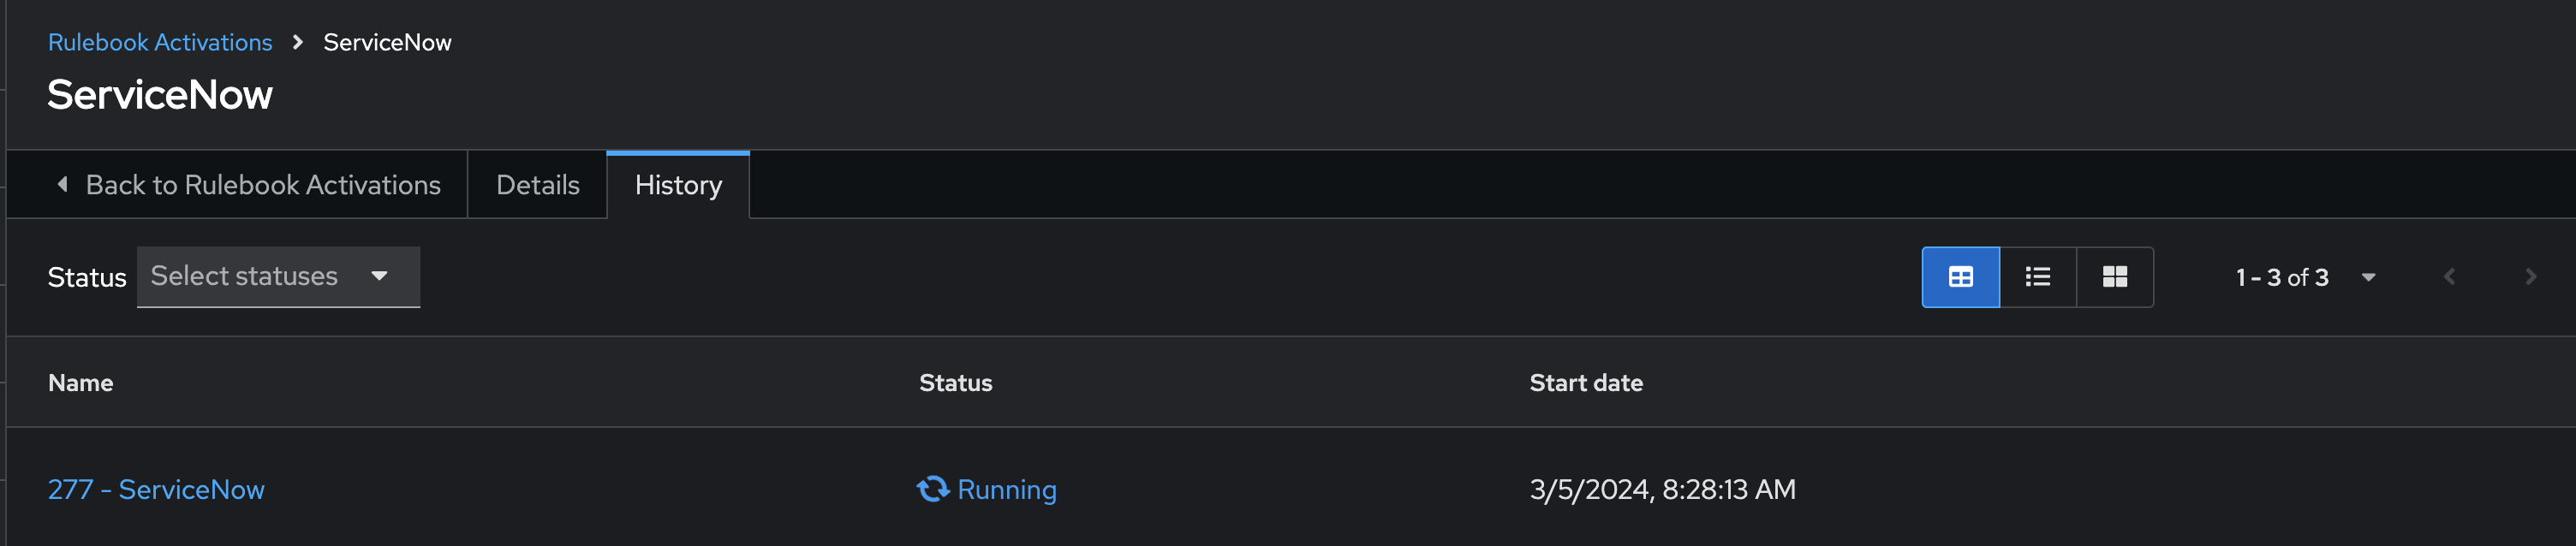 Rulebook Activations > ServiceNow
ServiceNow
Back to Rulebook Activations Details History
Status Select statuses 1 - 3 of 3
Name Status Start date
277 - ServiceNow Running 3/5/2024, 8:28:13 AM